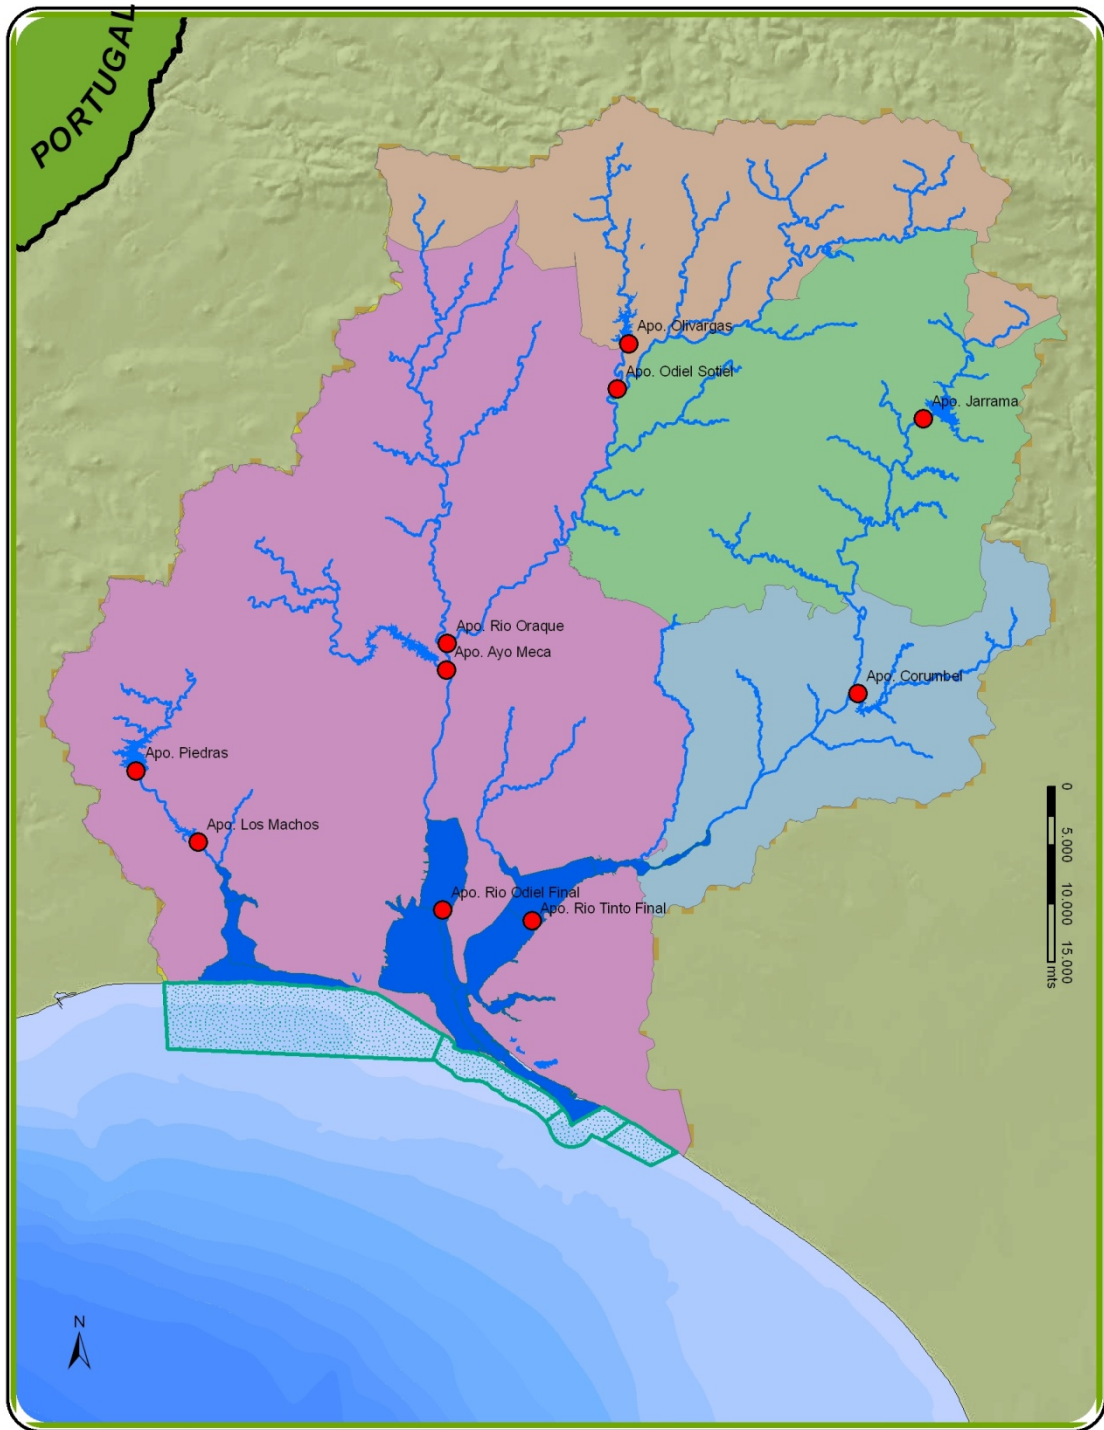 PORTUGAL
Apo. Olivargas
Apo. Odiel Sotiel
Apo. Jarrama
Apo. Rio Oraque
Apo. Ayo Meca
Apo. Corumbel
Apo. Piedras
Apo. Los Machos
Apo. Rio Odiel Final
Apo. Rio Tinto Final
0
5.000
10.000
15.000
mts
N